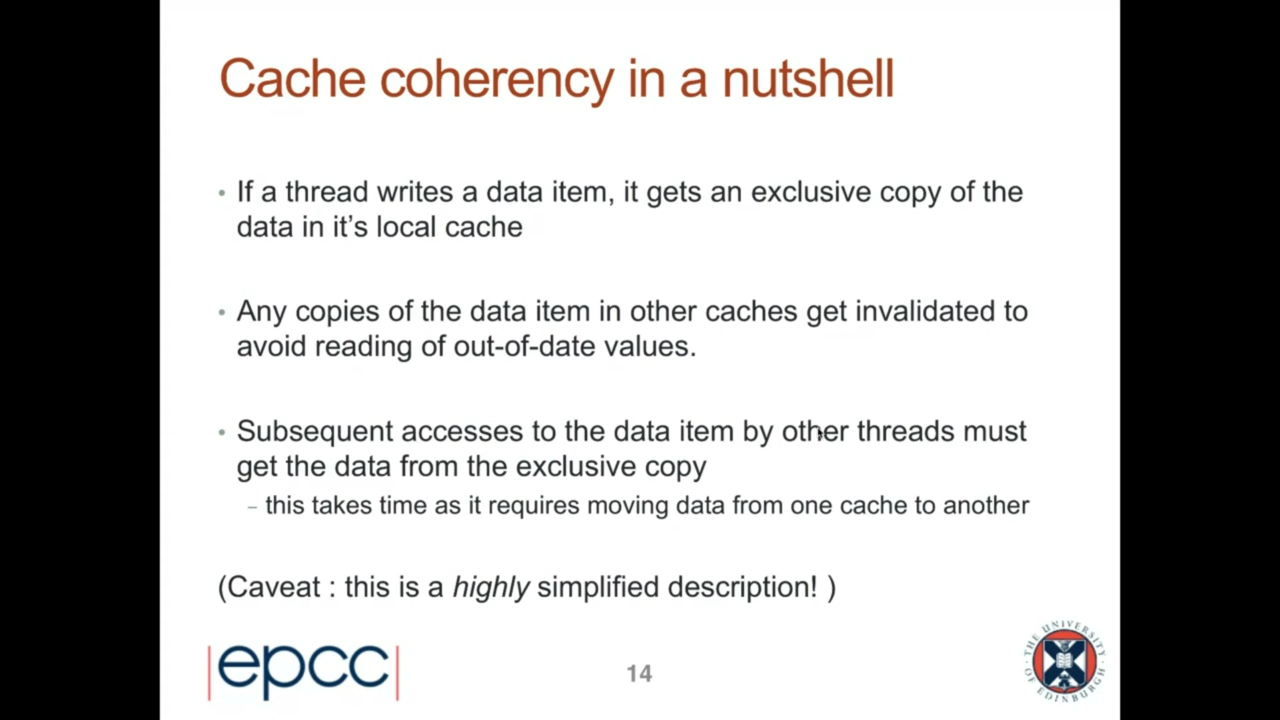 Cache coherency in a nutshell
• If a thread writes a data item, it gets an exclusive copy of the
data in it’s local cache
• Any copies of the data item in other caches get invalidated to
avoid reading of out-of-date values.
• Subsequent accesses to the data item by other threads must
get the data from the exclusive copy
– this takes time as it requires moving data from one cache to another
(Caveat : this is a highly simplified description! )
|epcc|
14
THE UNIVERSITY
OF EDINBURGH